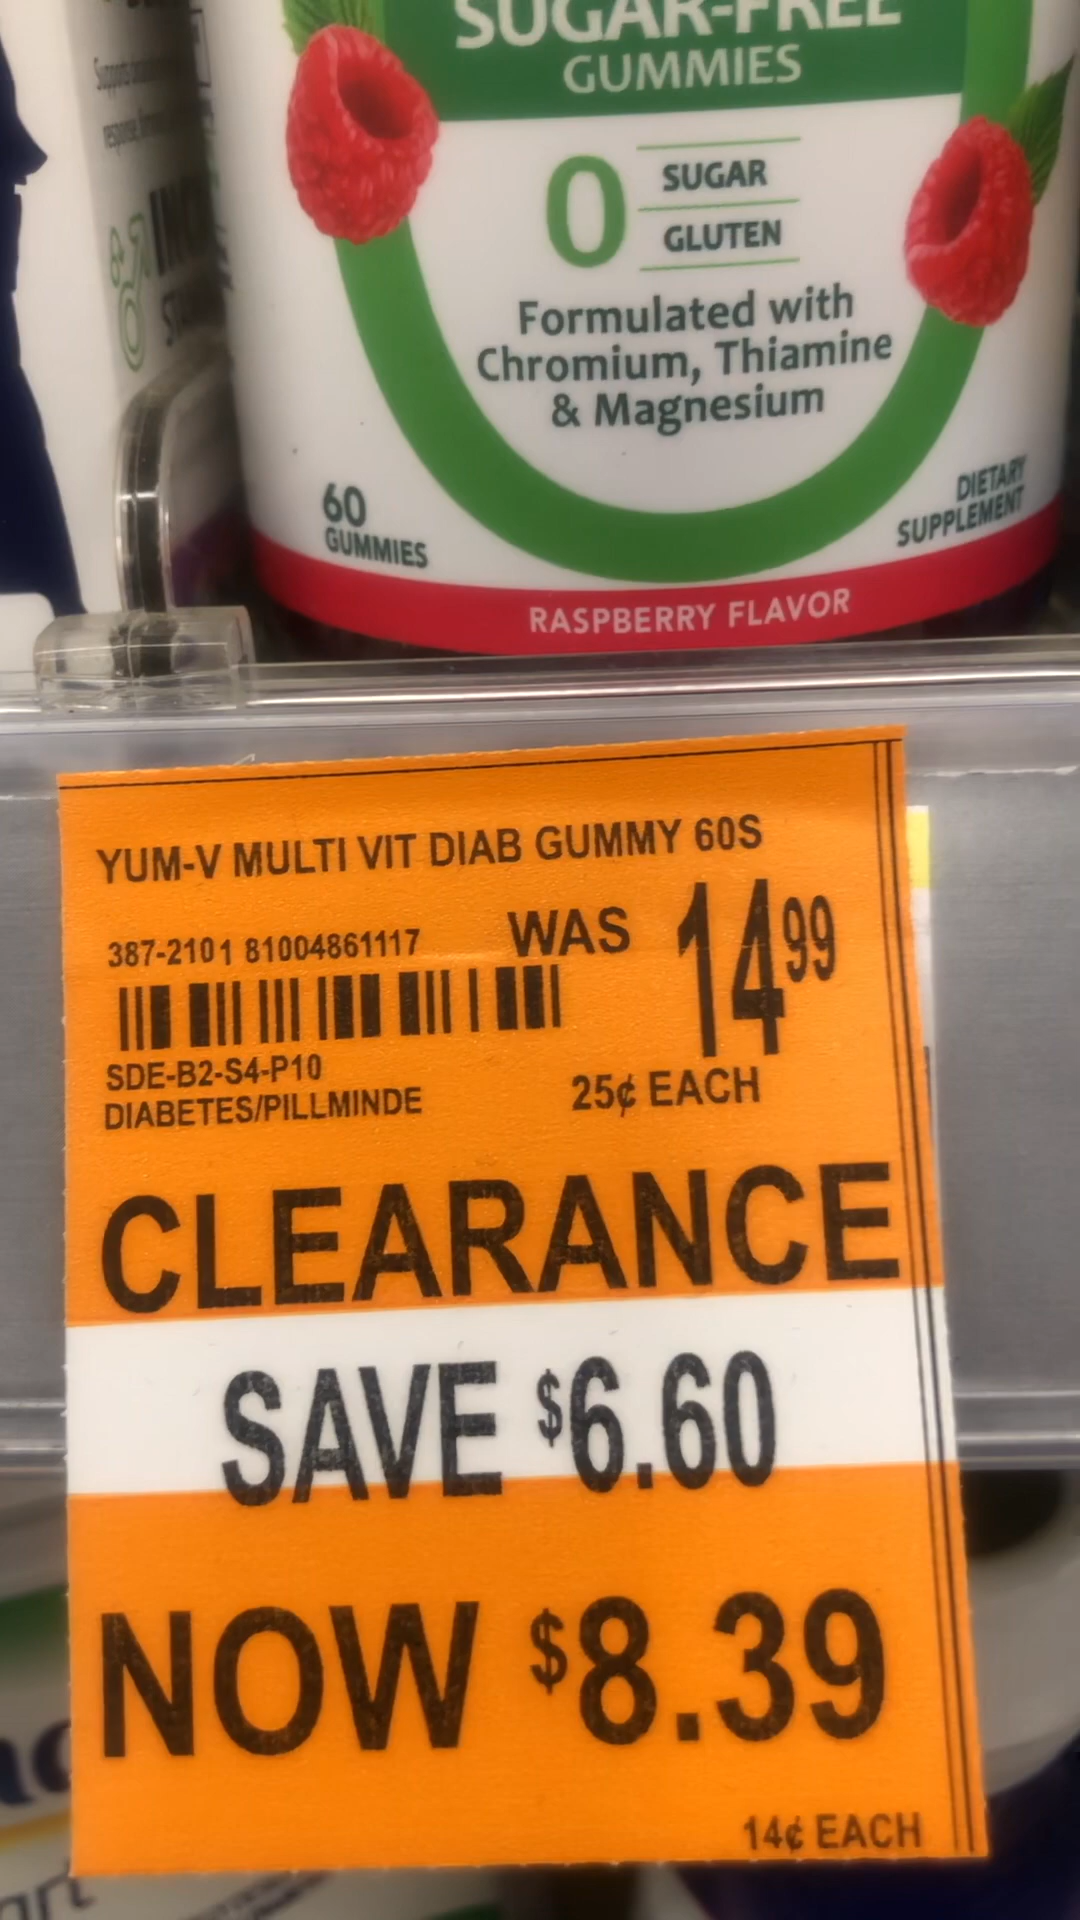 SUGAR-FREE
GUMMIES
0 SUGAR
GLUTEN
Formulated with
Chromium, Thiamine
& Magnesium
60
GUMMIES
DIETARY
SUPPLEMENT
RASPBERRY FLAVOR
YUM-V MULTI VIT DIAB GUMMY 60S
387-2101 81004861117
WAS 14 99
SDE-B2-S4-P10
DIABETES/PILLMINDE
25¢ EACH
CLEARANCE
SAVE $6.60
NOW $8.39
14¢ EACH